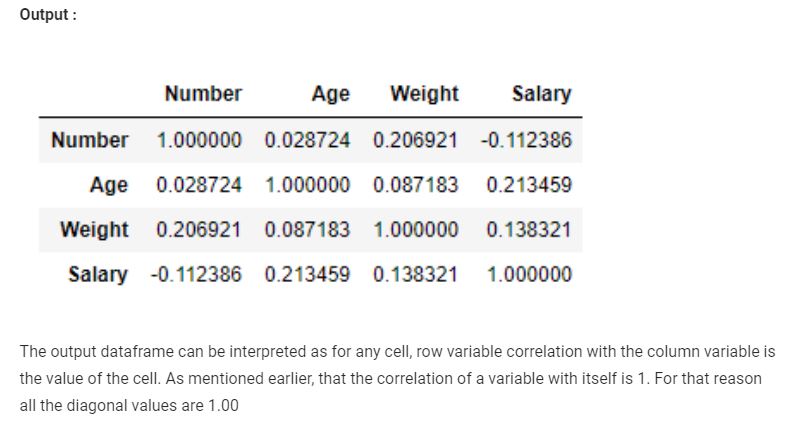 Output :
Number Age Weight Salary
Number 1.000000 0.028724 0.206921 -0.112386
Age 0.028724 1.000000 0.087183 0.213459
Weight 0.206921 0.087183 1.000000 0.138321
Salary -0.112386 0.213459 0.138321 1.000000
The output dataframe can be interpreted as for any cell, row variable correlation with the column variable is
the value of the cell. As mentioned earlier, that the correlation of a variable with itself is 1. For that reason
all the diagonal values are 1.00